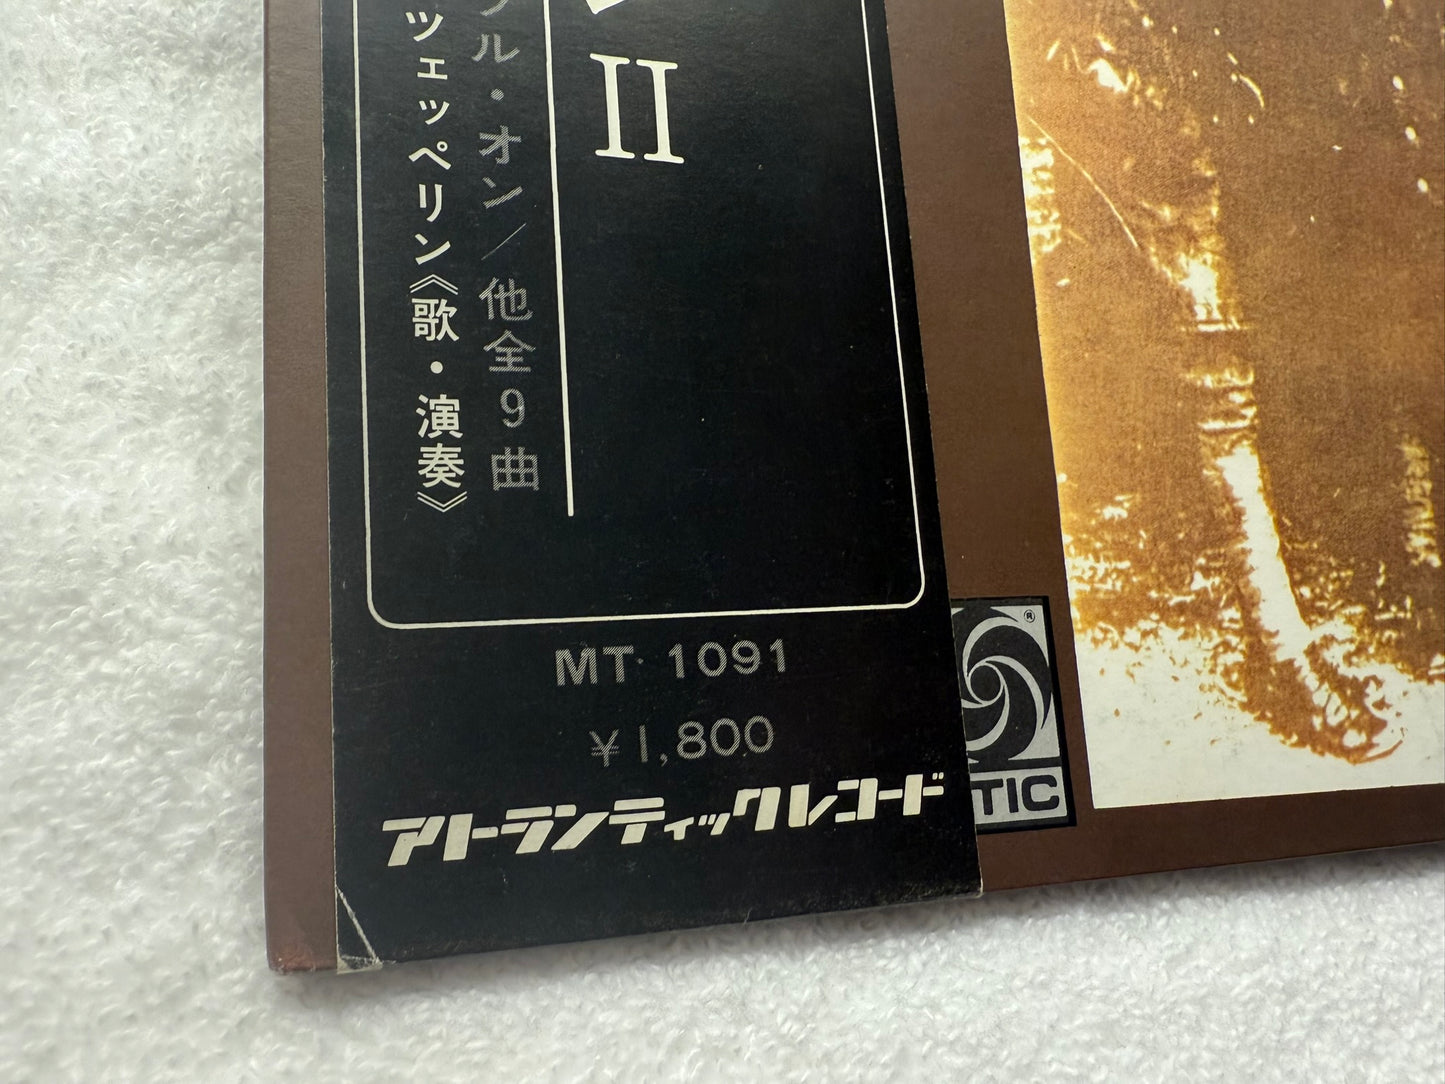 II
ル・オン／他全9曲
ツェッペリン《歌・演奏》
MT 1091
¥1,800
アトランティックレコード
®
TIC